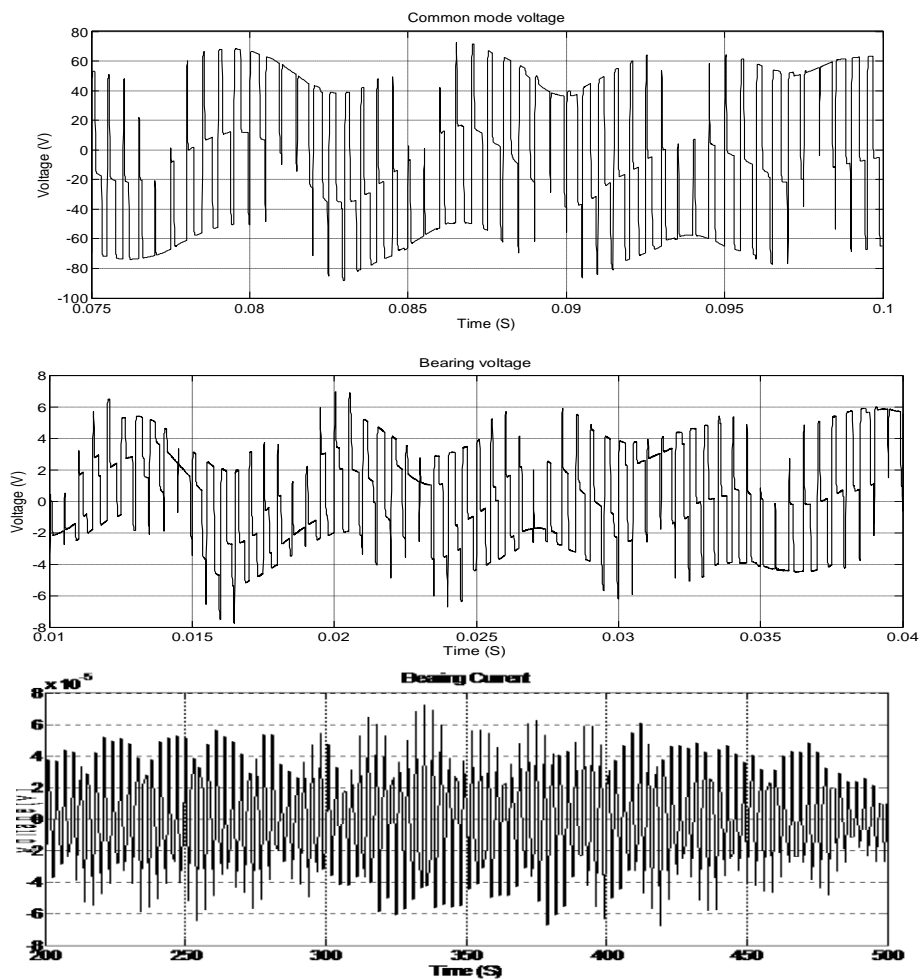 Common mode voltage
80
60
40
20
0
-20
-40
-60
-80
-100
Voltage (V)
0.075 0.08 0.085 0.09 0.095 0.1
Time (S)
Bearing voltage
8
6
4
2
0
-2
-4
-6
-8
Voltage (V)
0.01 0.015 0.02 0.025 0.03 0.035 0.04
Time (S)
x 10-5
Bearing Current
8
6
4
2
0
-2
-4
-6
-8
Voltage [V]
200 250 300 350 400 450 500
Time (S)